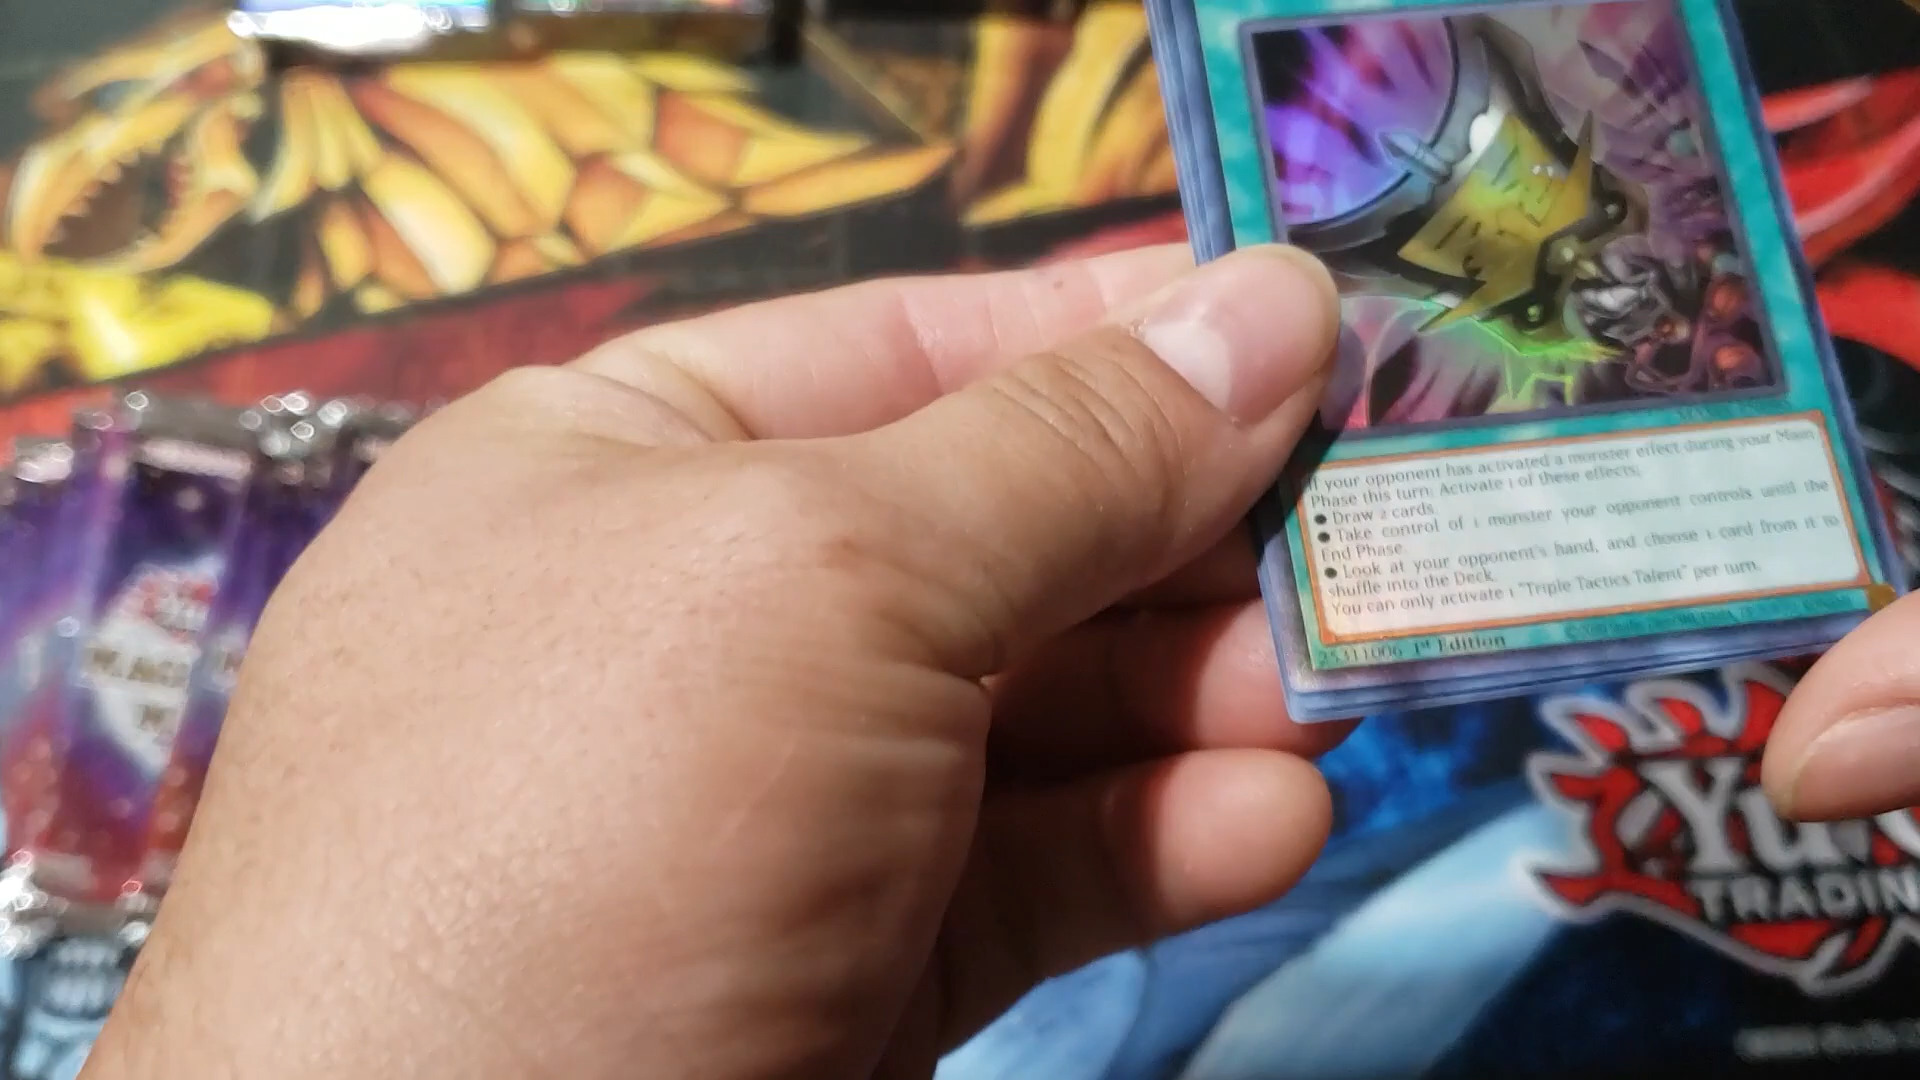 If your opponent has activated a monster effect during your Main
Phase this turn: Activate 1 of these effects;
● Draw 2 cards.
● Take control of 1 monster your opponent controls until the
End Phase.
● Look at your opponent's hand, and choose 1 card from it to
shuffle into the Deck.
You can only activate 1 "Triple Tactics Talent" per turn.
25311006 1st Edition
Yu
TRADIN